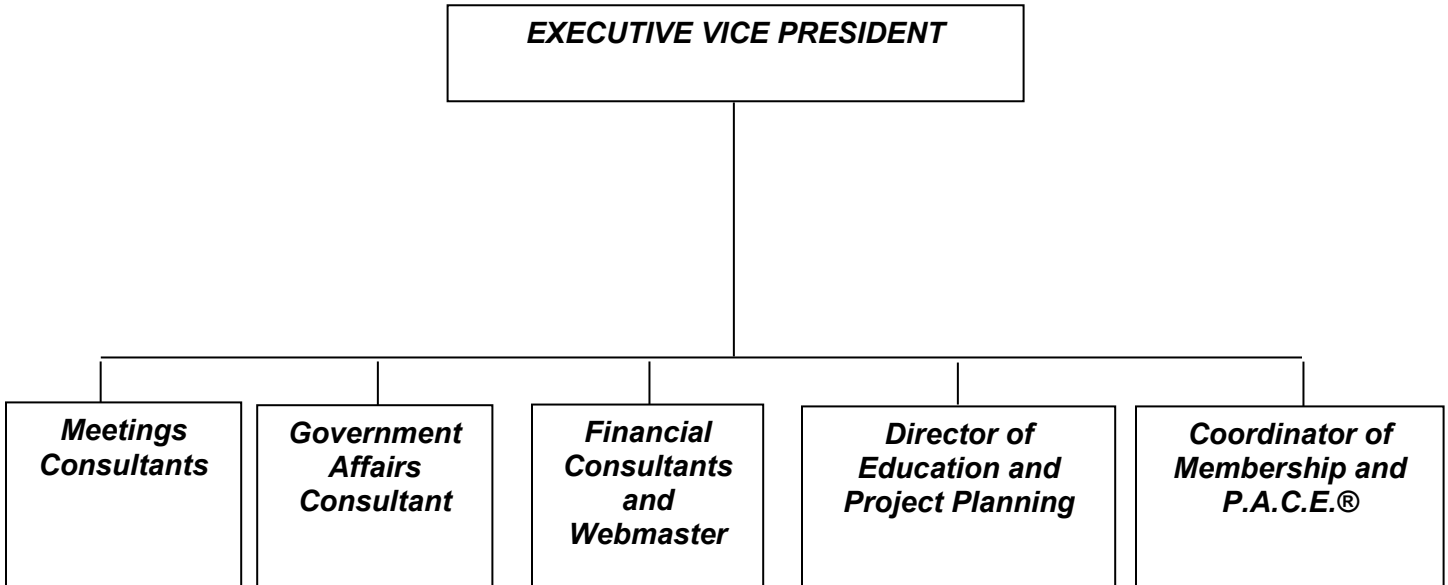 EXECUTIVE VICE PRESIDENT
Meetings
Consultants
Government
Affairs
Consultant
Financial
Consultants
and
Webmaster
Director of
Education and
Project Planning
Coordinator of
Membership and
P.A.C.E.®